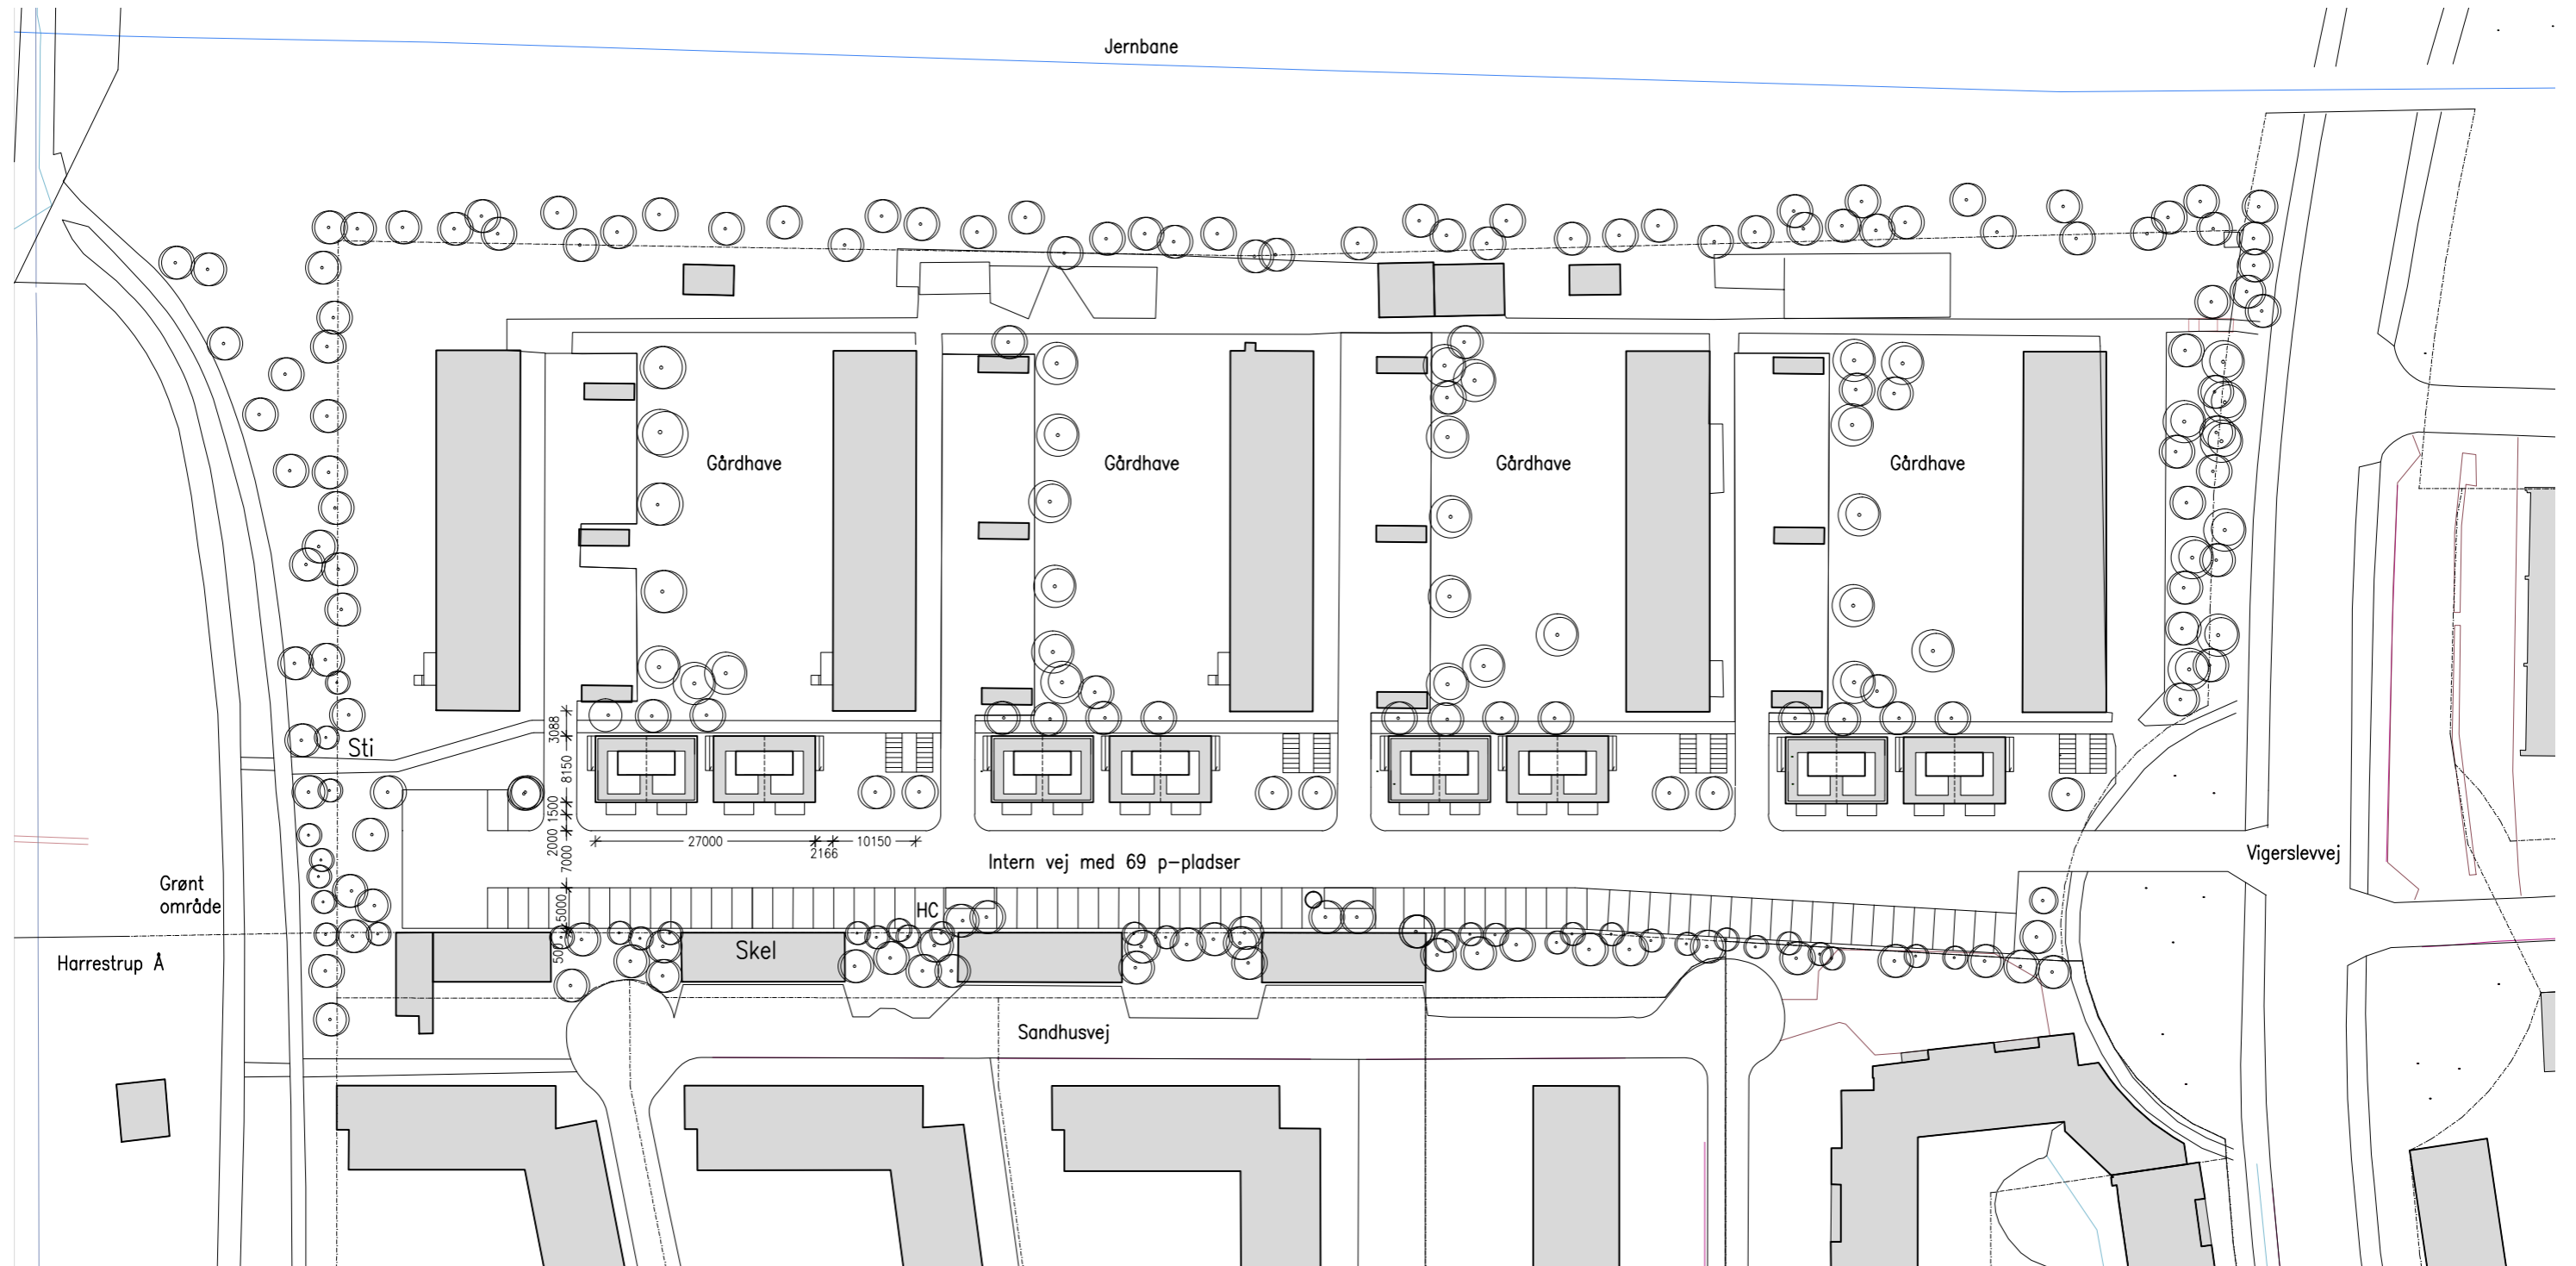 Jernbane
Gårdhave
Gårdhave
Gårdhave
Gårdhave
Sti
3088
8150
1500
2000
7000
5000
500
27000
2166
10150
Intern vej med 69 p-pladser
Vigerslevvej
Grønt
område
HC
Skel
Harrestrup Å
Sandhusvej